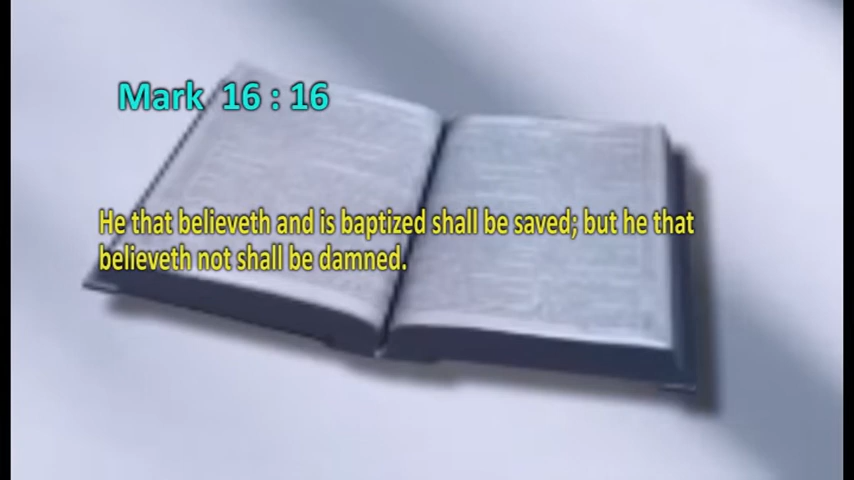 Mark 16 : 16
He that believeth and is baptized shall be saved; but he that
believeth not shall be damned.